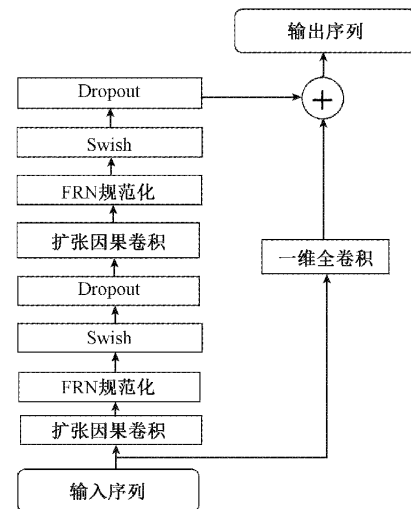 输出序列
Dropout
+
Swish
FRN规范化
扩张因果卷积
一维全卷积
Dropout
Swish
FRN规范化
扩张因果卷积
输入序列